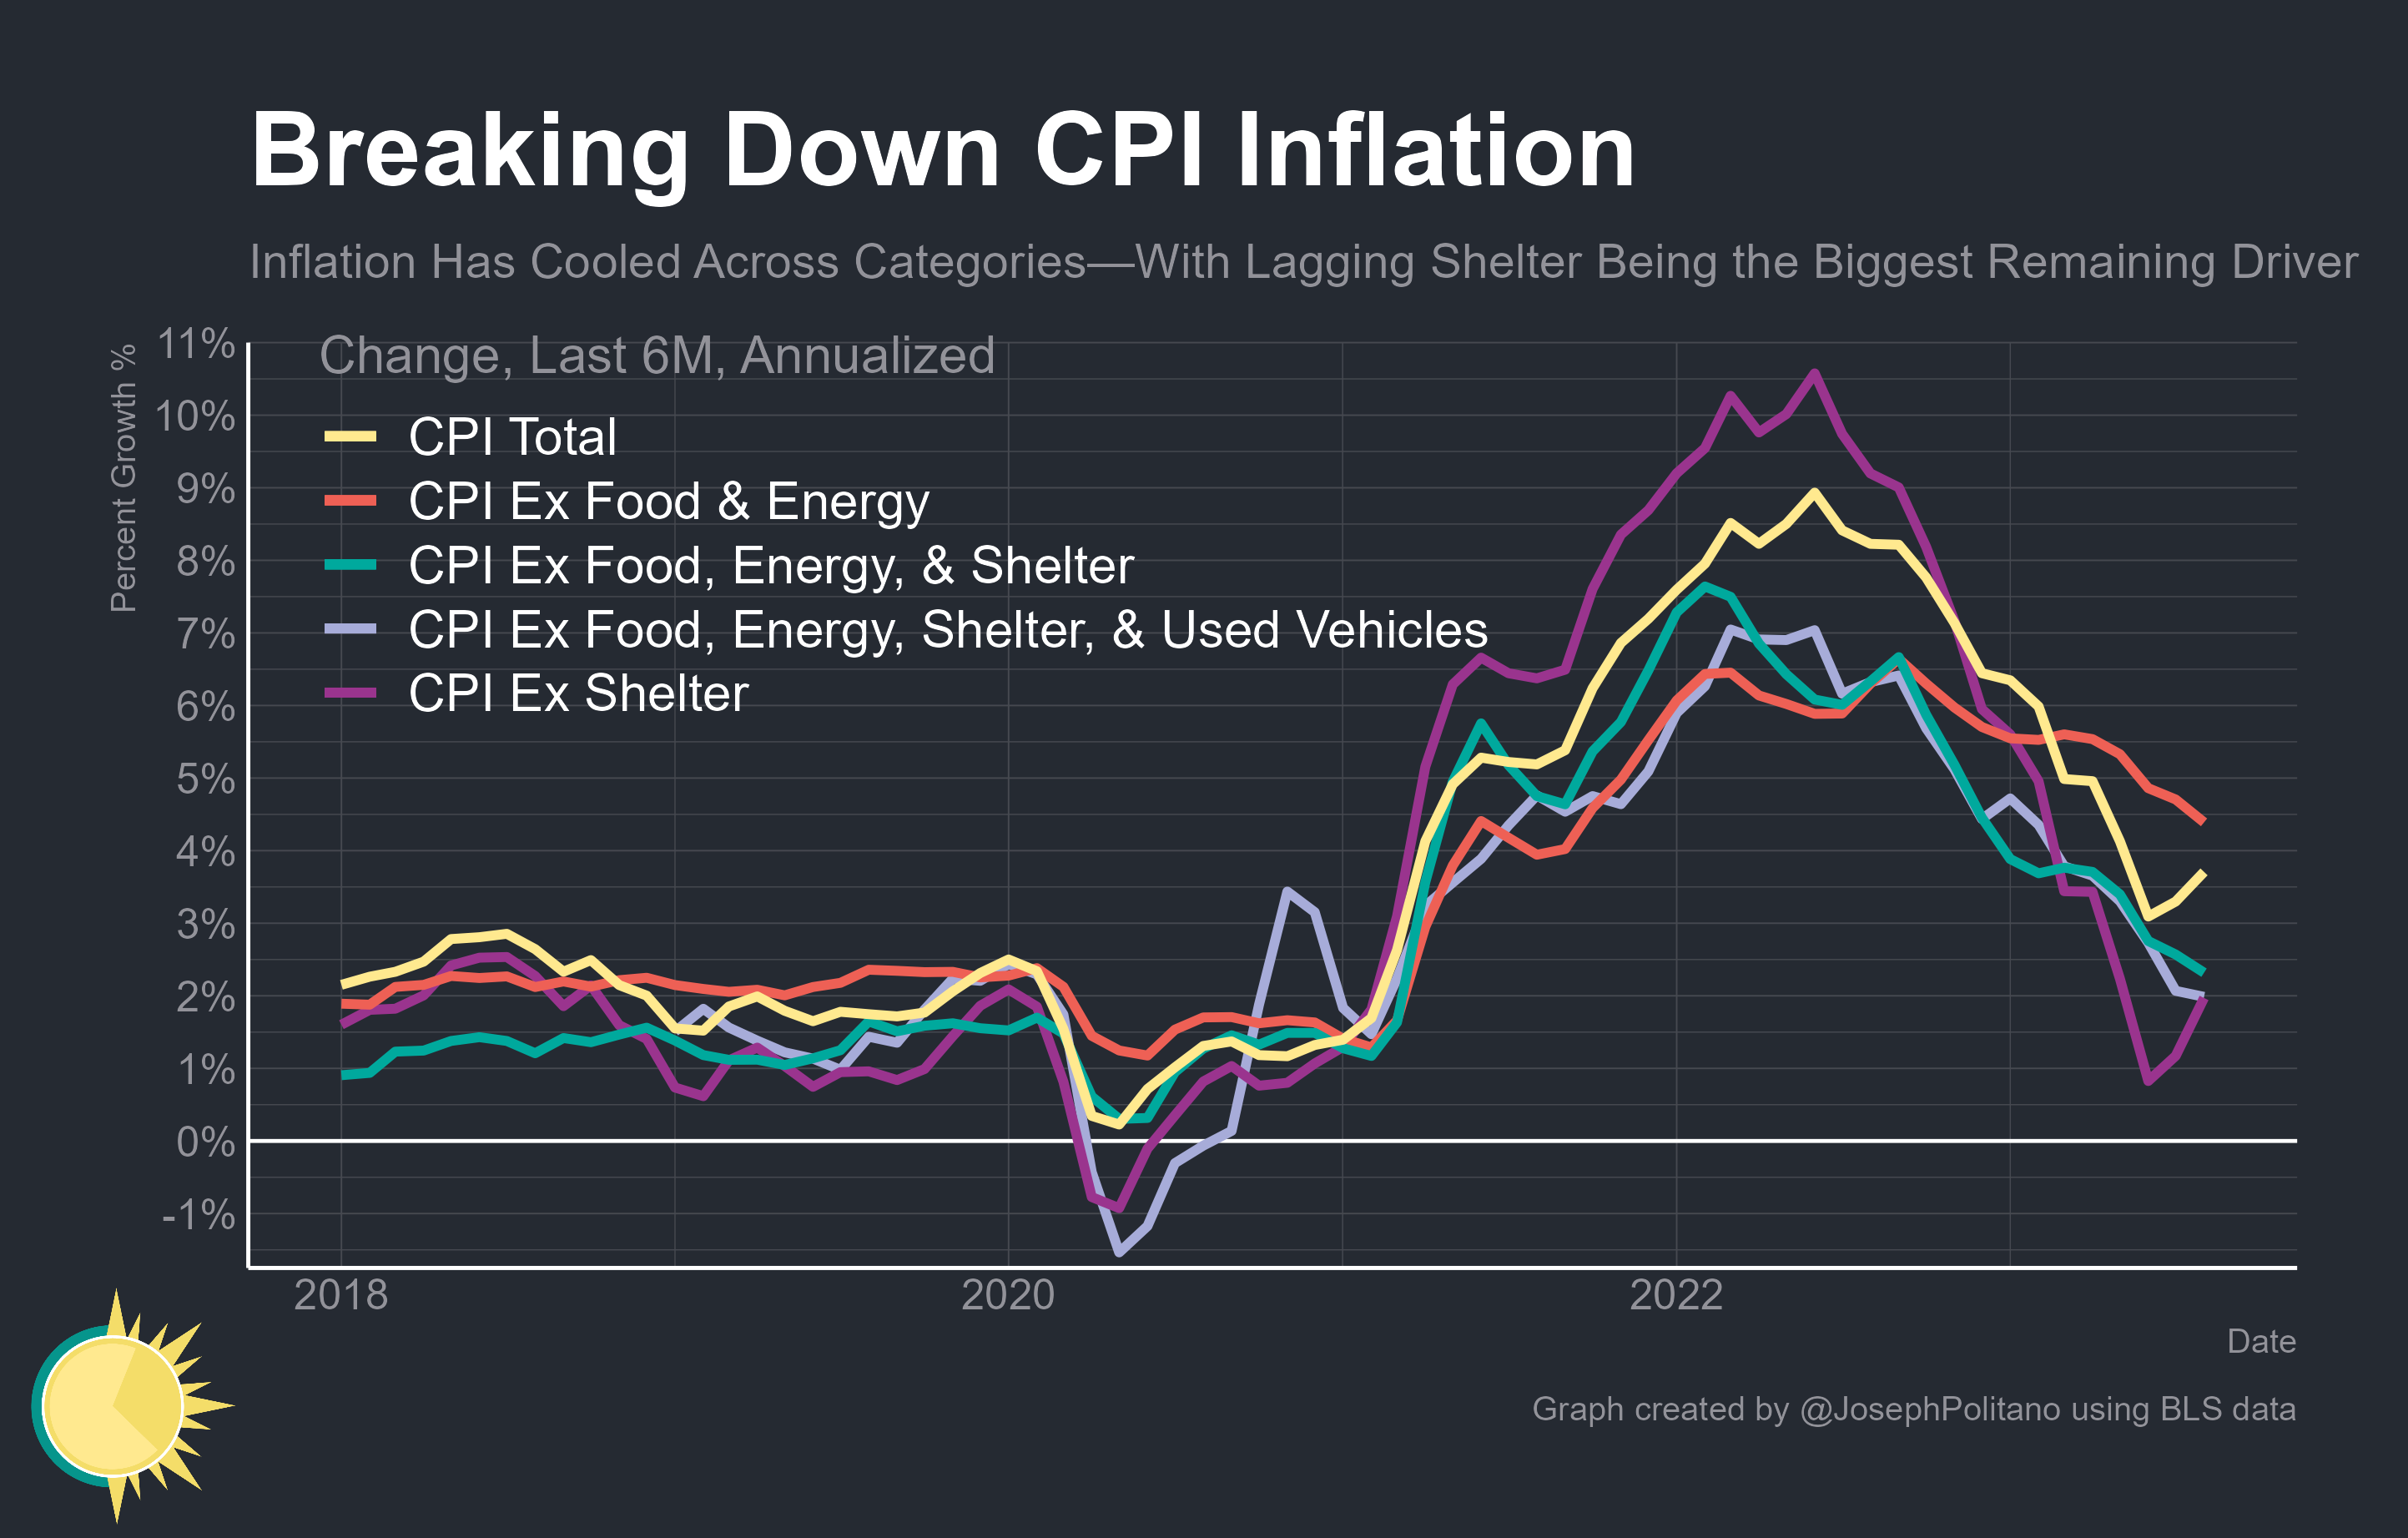 Breaking Down CPI Inflation
Inflation Has Cooled Across Categories—With Lagging Shelter Being the Biggest Remaining Driver
Percent Growth %
11%
10%
9%
8%
7%
6%
5%
4%
3%
2%
1%
0%
-1%
Change, Last 6M, Annualized
CPI Total
CPI Ex Food & Energy
CPI Ex Food, Energy, & Shelter
CPI Ex Food, Energy, Shelter, & Used Vehicles
CPI Ex Shelter
2018
2020
2022
Date
Graph created by @JosephPolitano using BLS data